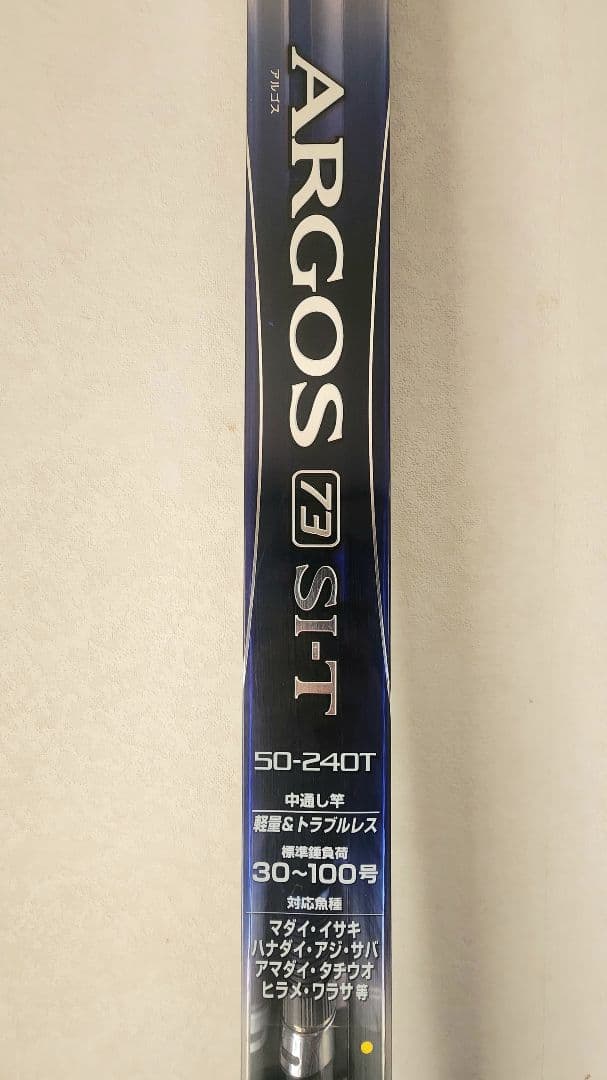 ARGOS 73 SI-T
アルゴス
50-240T
中通し竿
軽量&トラブルレス
標準錘負荷
30~100号
対応魚種
マダイ・イサキ
ハナダイ・アジ・サバ
アマダイ・タチウオ
ヒラメ・ワラサ等